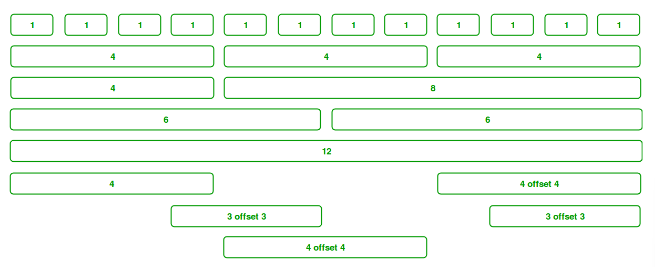 1 1 1 1 1 1 1 1 1 1 1 1
4 4 4
4 8
6 6
12
4 4 offset 4
3 offset 3 3 offset 3
4 offset 4